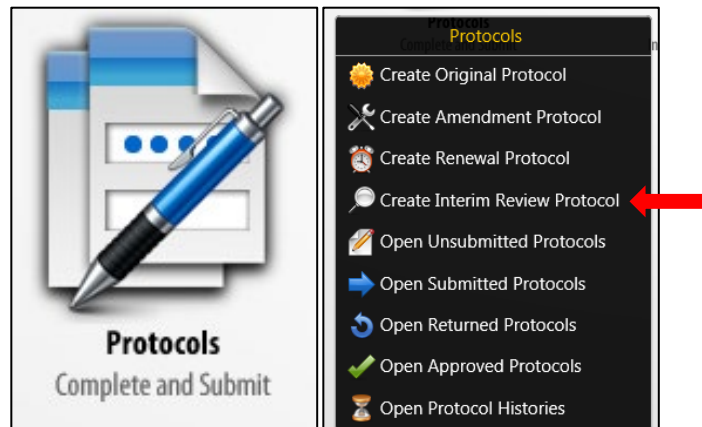 Protocols
Complete and Submit
Protocols
Create Original Protocol
Create Amendment Protocol
Create Renewal Protocol
Create Interim Review Protocol
Open Unsubmitted Protocols
Open Submitted Protocols
Open Returned Protocols
Open Approved Protocols
Open Protocol Histories